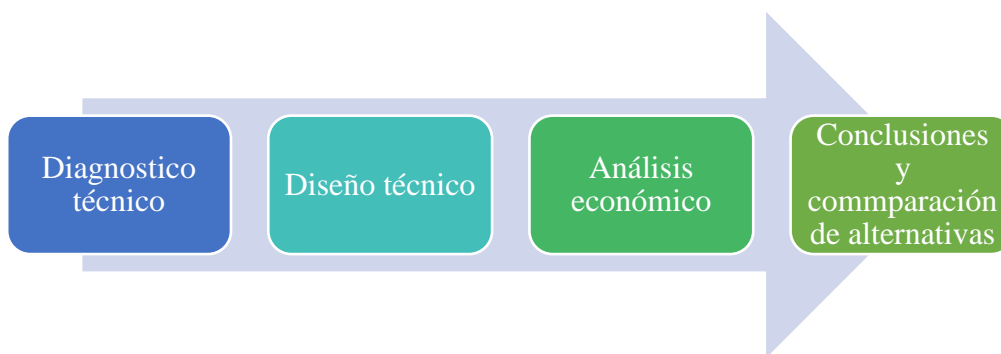 Diagnostico
técnico
Diseño técnico
Análisis
económico
Conclusiones
y
commparación
de alternativas